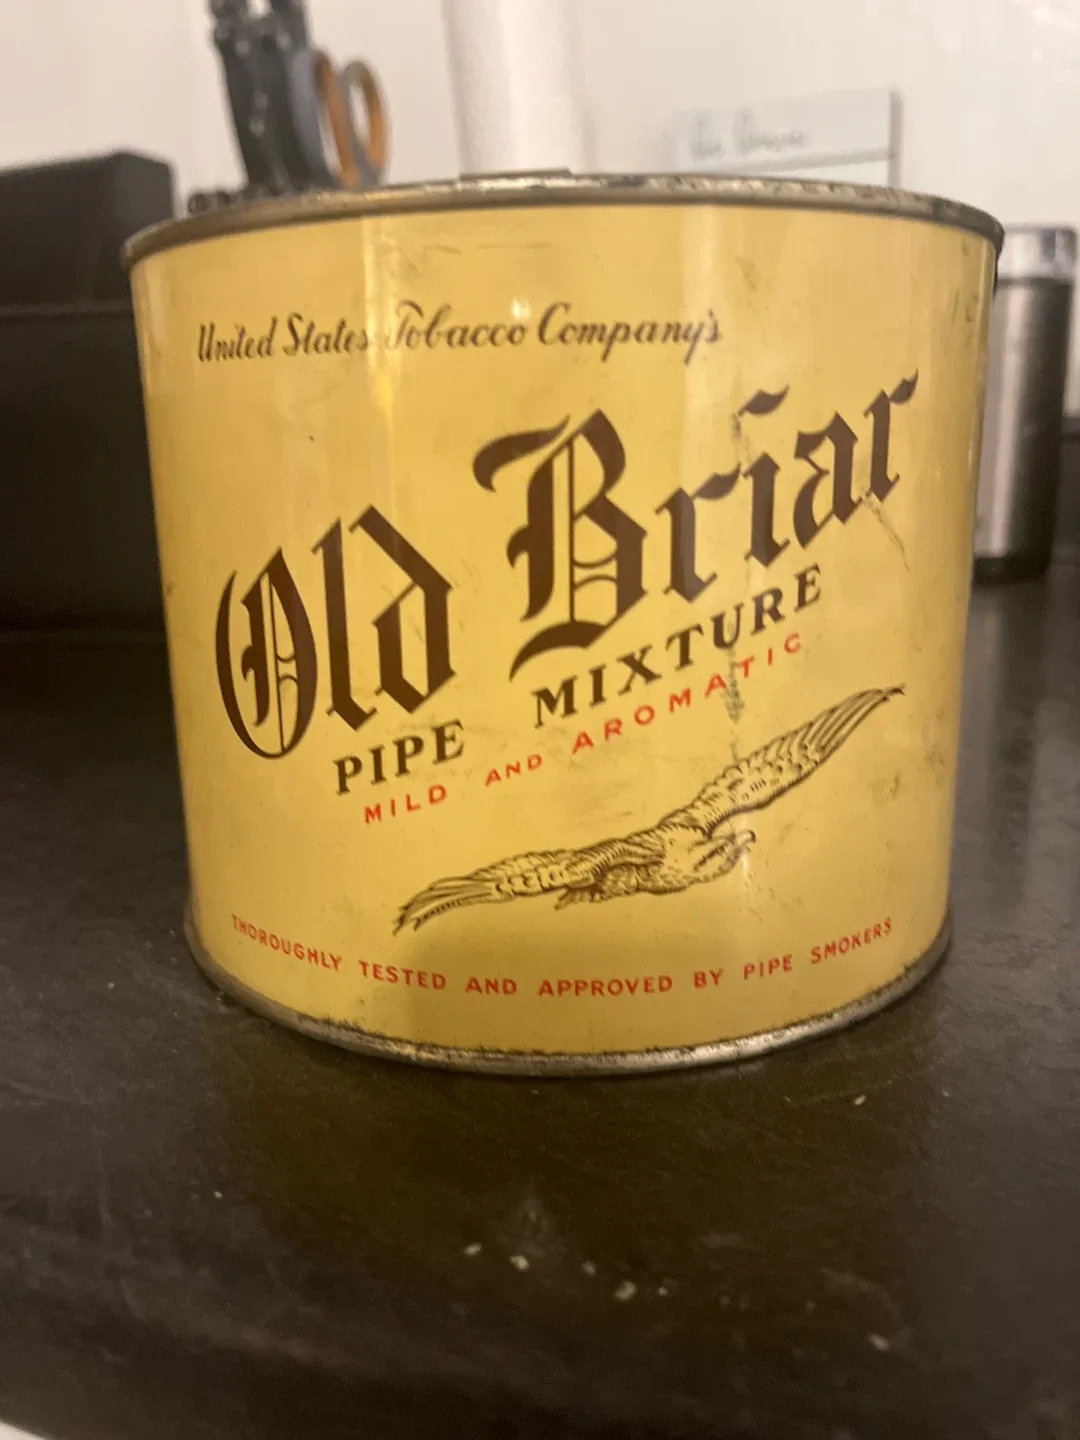 United States Tobacco Company's
Old Briar
PIPE MIXTURE
MILD AND AROMATIC
THOROUGHLY TESTED AND APPROVED BY PIPE SMOKERS